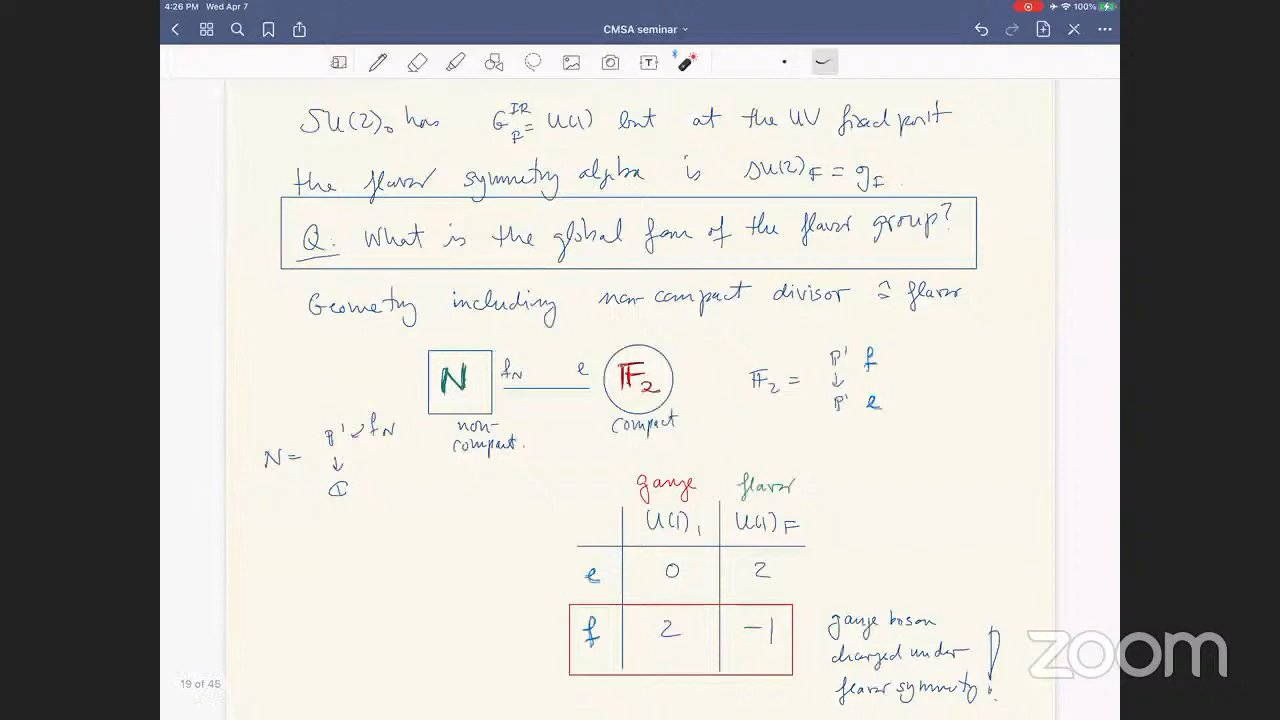 4:26 PM Wed Apr 7
100%
CMSA seminar
SU(2)₀ has G_F^IR = U(1) but at the UV fixed point
the flavor symmetry algebra is su(2)_F = g_F.
Q: What is the global form of the flavor group?
Geometry including non-compact divisor ≙ flavor
N f_N e 𝔽₂
non-compact.
compact
𝔽₂ = ℙ¹ f
↓
ℙ¹ e
N = ℙ¹ f_N
↓
ℂ
gauge flavor
U(1)₁ U(1)_F
e 0 2
f 2 -1
gauge boson
charged under
flavor symmetry!
19 of 45
zoom